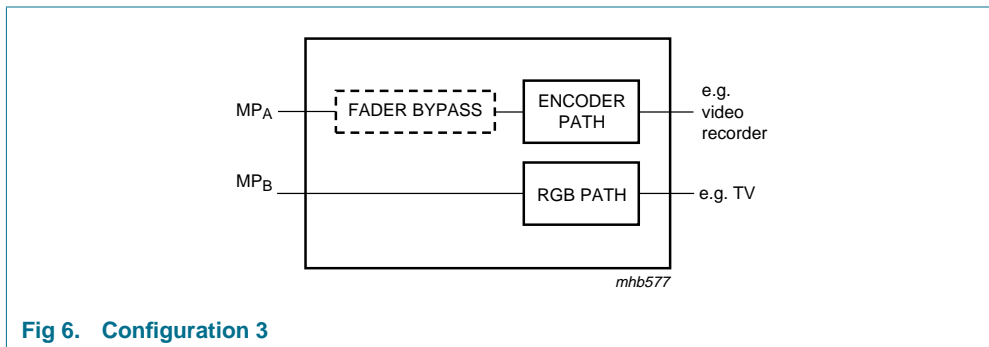 MPA
FADER BYPASS
ENCODER
PATH
e.g.
video
recorder
MPB
RGB PATH
e.g. TV
mhb577
Fig 6. Configuration 3